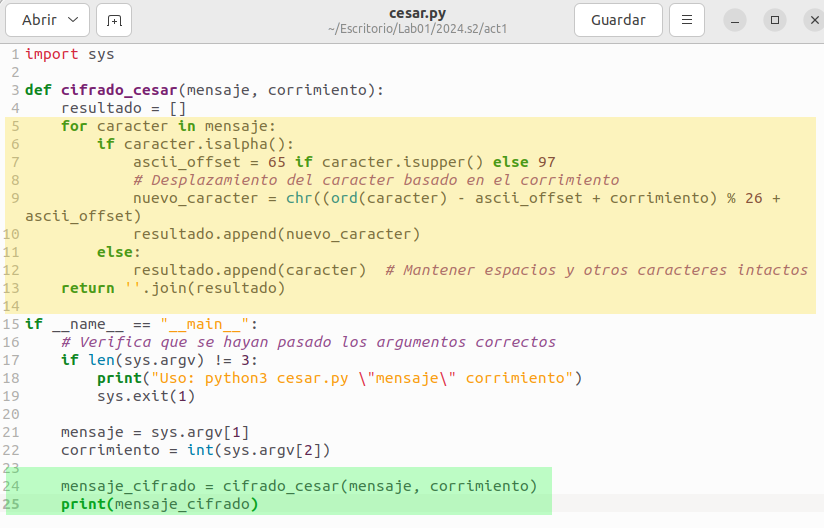 Abrir
cesar.py
~/Escritorio/Lab01/2024.s2/act1
Guardar
1 import sys
2
3 def cifrado_cesar(mensaje, corrimiento):
4     resultado = []
5     for caracter in mensaje:
6         if caracter.isalpha():
7             ascii_offset = 65 if caracter.isupper() else 97
8             # Desplazamiento del caracter basado en el corrimiento
9             nuevo_caracter = chr((ord(caracter) - ascii_offset + corrimiento) % 26 +
ascii_offset)
10             resultado.append(nuevo_caracter)
11         else:
12             resultado.append(caracter)  # Mantener espacios y otros caracteres intactos
13     return ''.join(resultado)
14
15 if __name__ == "__main__":
16     # Verifica que se hayan pasado los argumentos correctos
17     if len(sys.argv) != 3:
18         print("Uso: python3 cesar.py \"mensaje\" corrimiento")
19         sys.exit(1)
20
21     mensaje = sys.argv[1]
22     corrimiento = int(sys.argv[2])
23
24     mensaje_cifrado = cifrado_cesar(mensaje, corrimiento)
25     print(mensaje_cifrado)